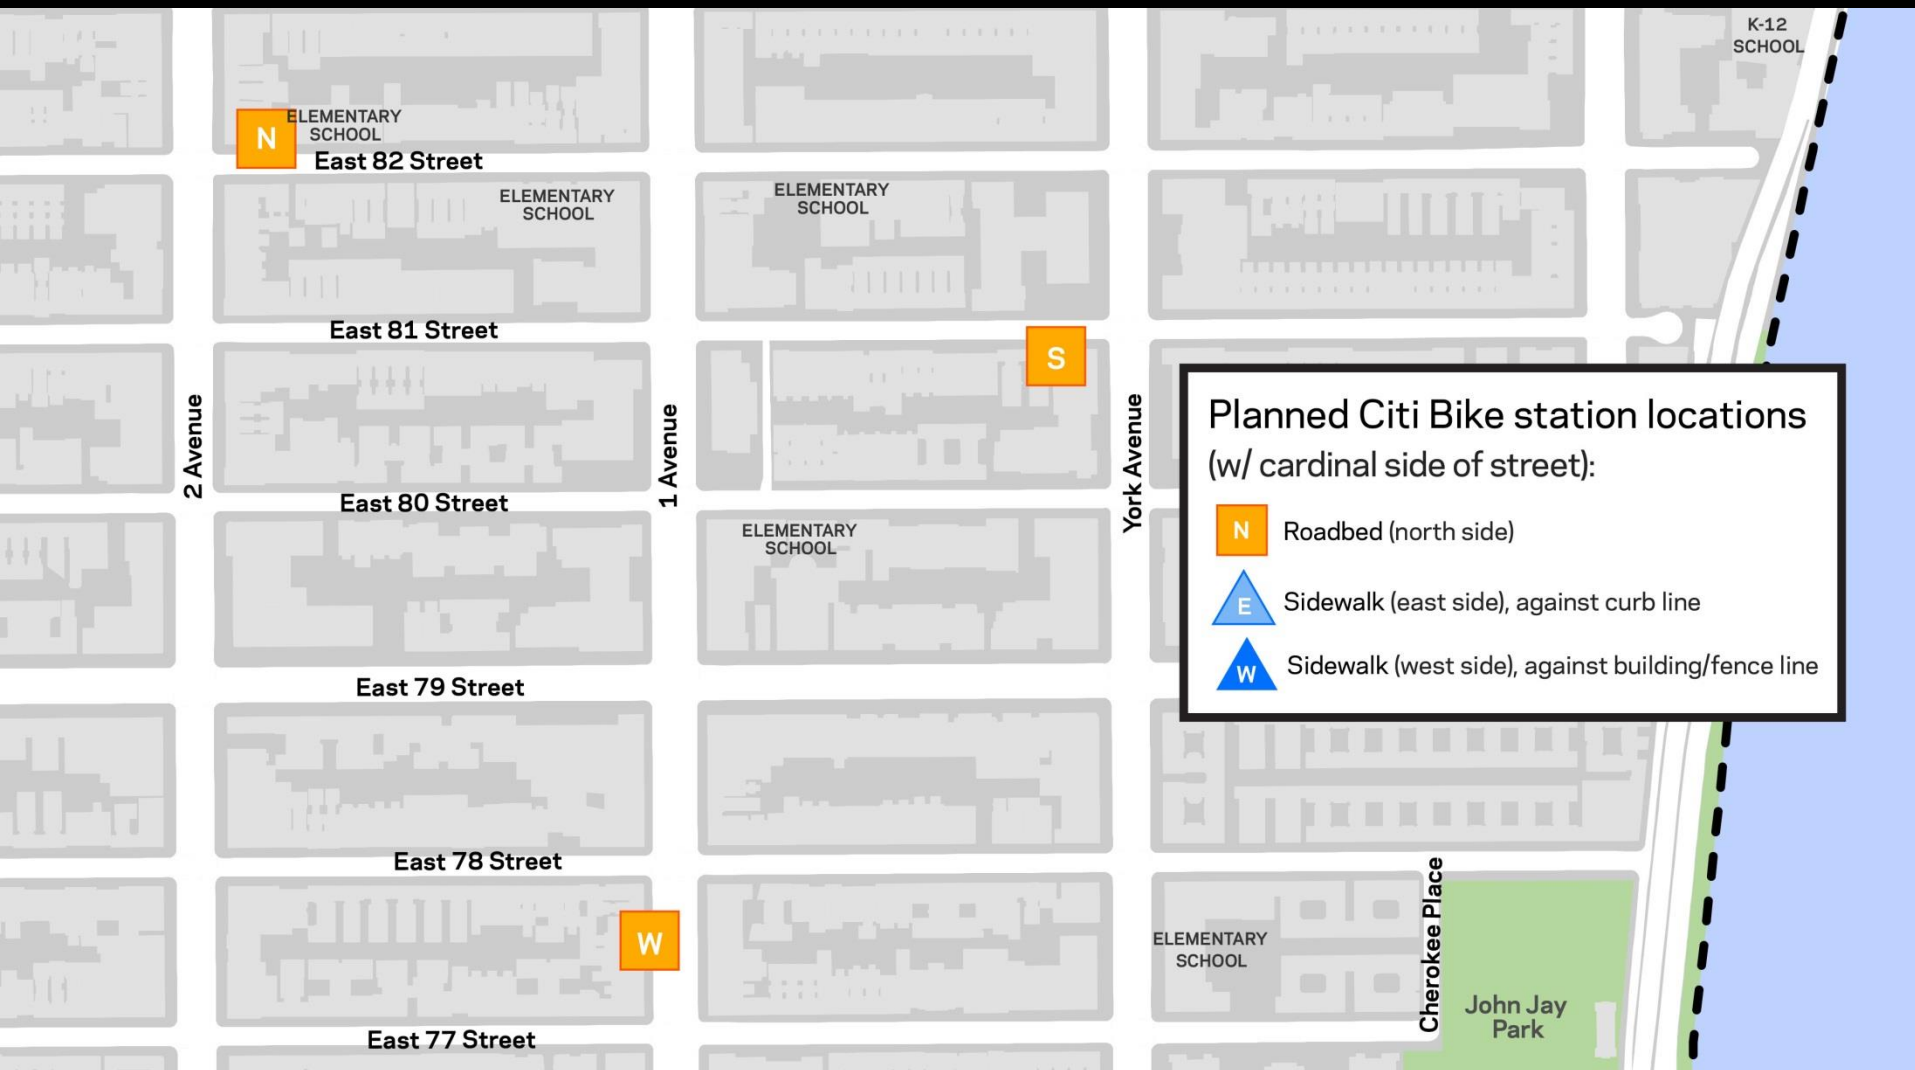 K-12
SCHOOL
ELEMENTARY
SCHOOL
N
East 82 Street
ELEMENTARY
SCHOOL
ELEMENTARY
SCHOOL
East 81 Street
S
2 Avenue
1 Avenue
York Avenue
East 80 Street
ELEMENTARY
SCHOOL
Planned Citi Bike station locations
(w/ cardinal side of street):
N Roadbed (north side)
E Sidewalk (east side), against curb line
W Sidewalk (west side), against building/fence line
East 79 Street
East 78 Street
W
ELEMENTARY
SCHOOL
Cherokee Place
John Jay
Park
East 77 Street